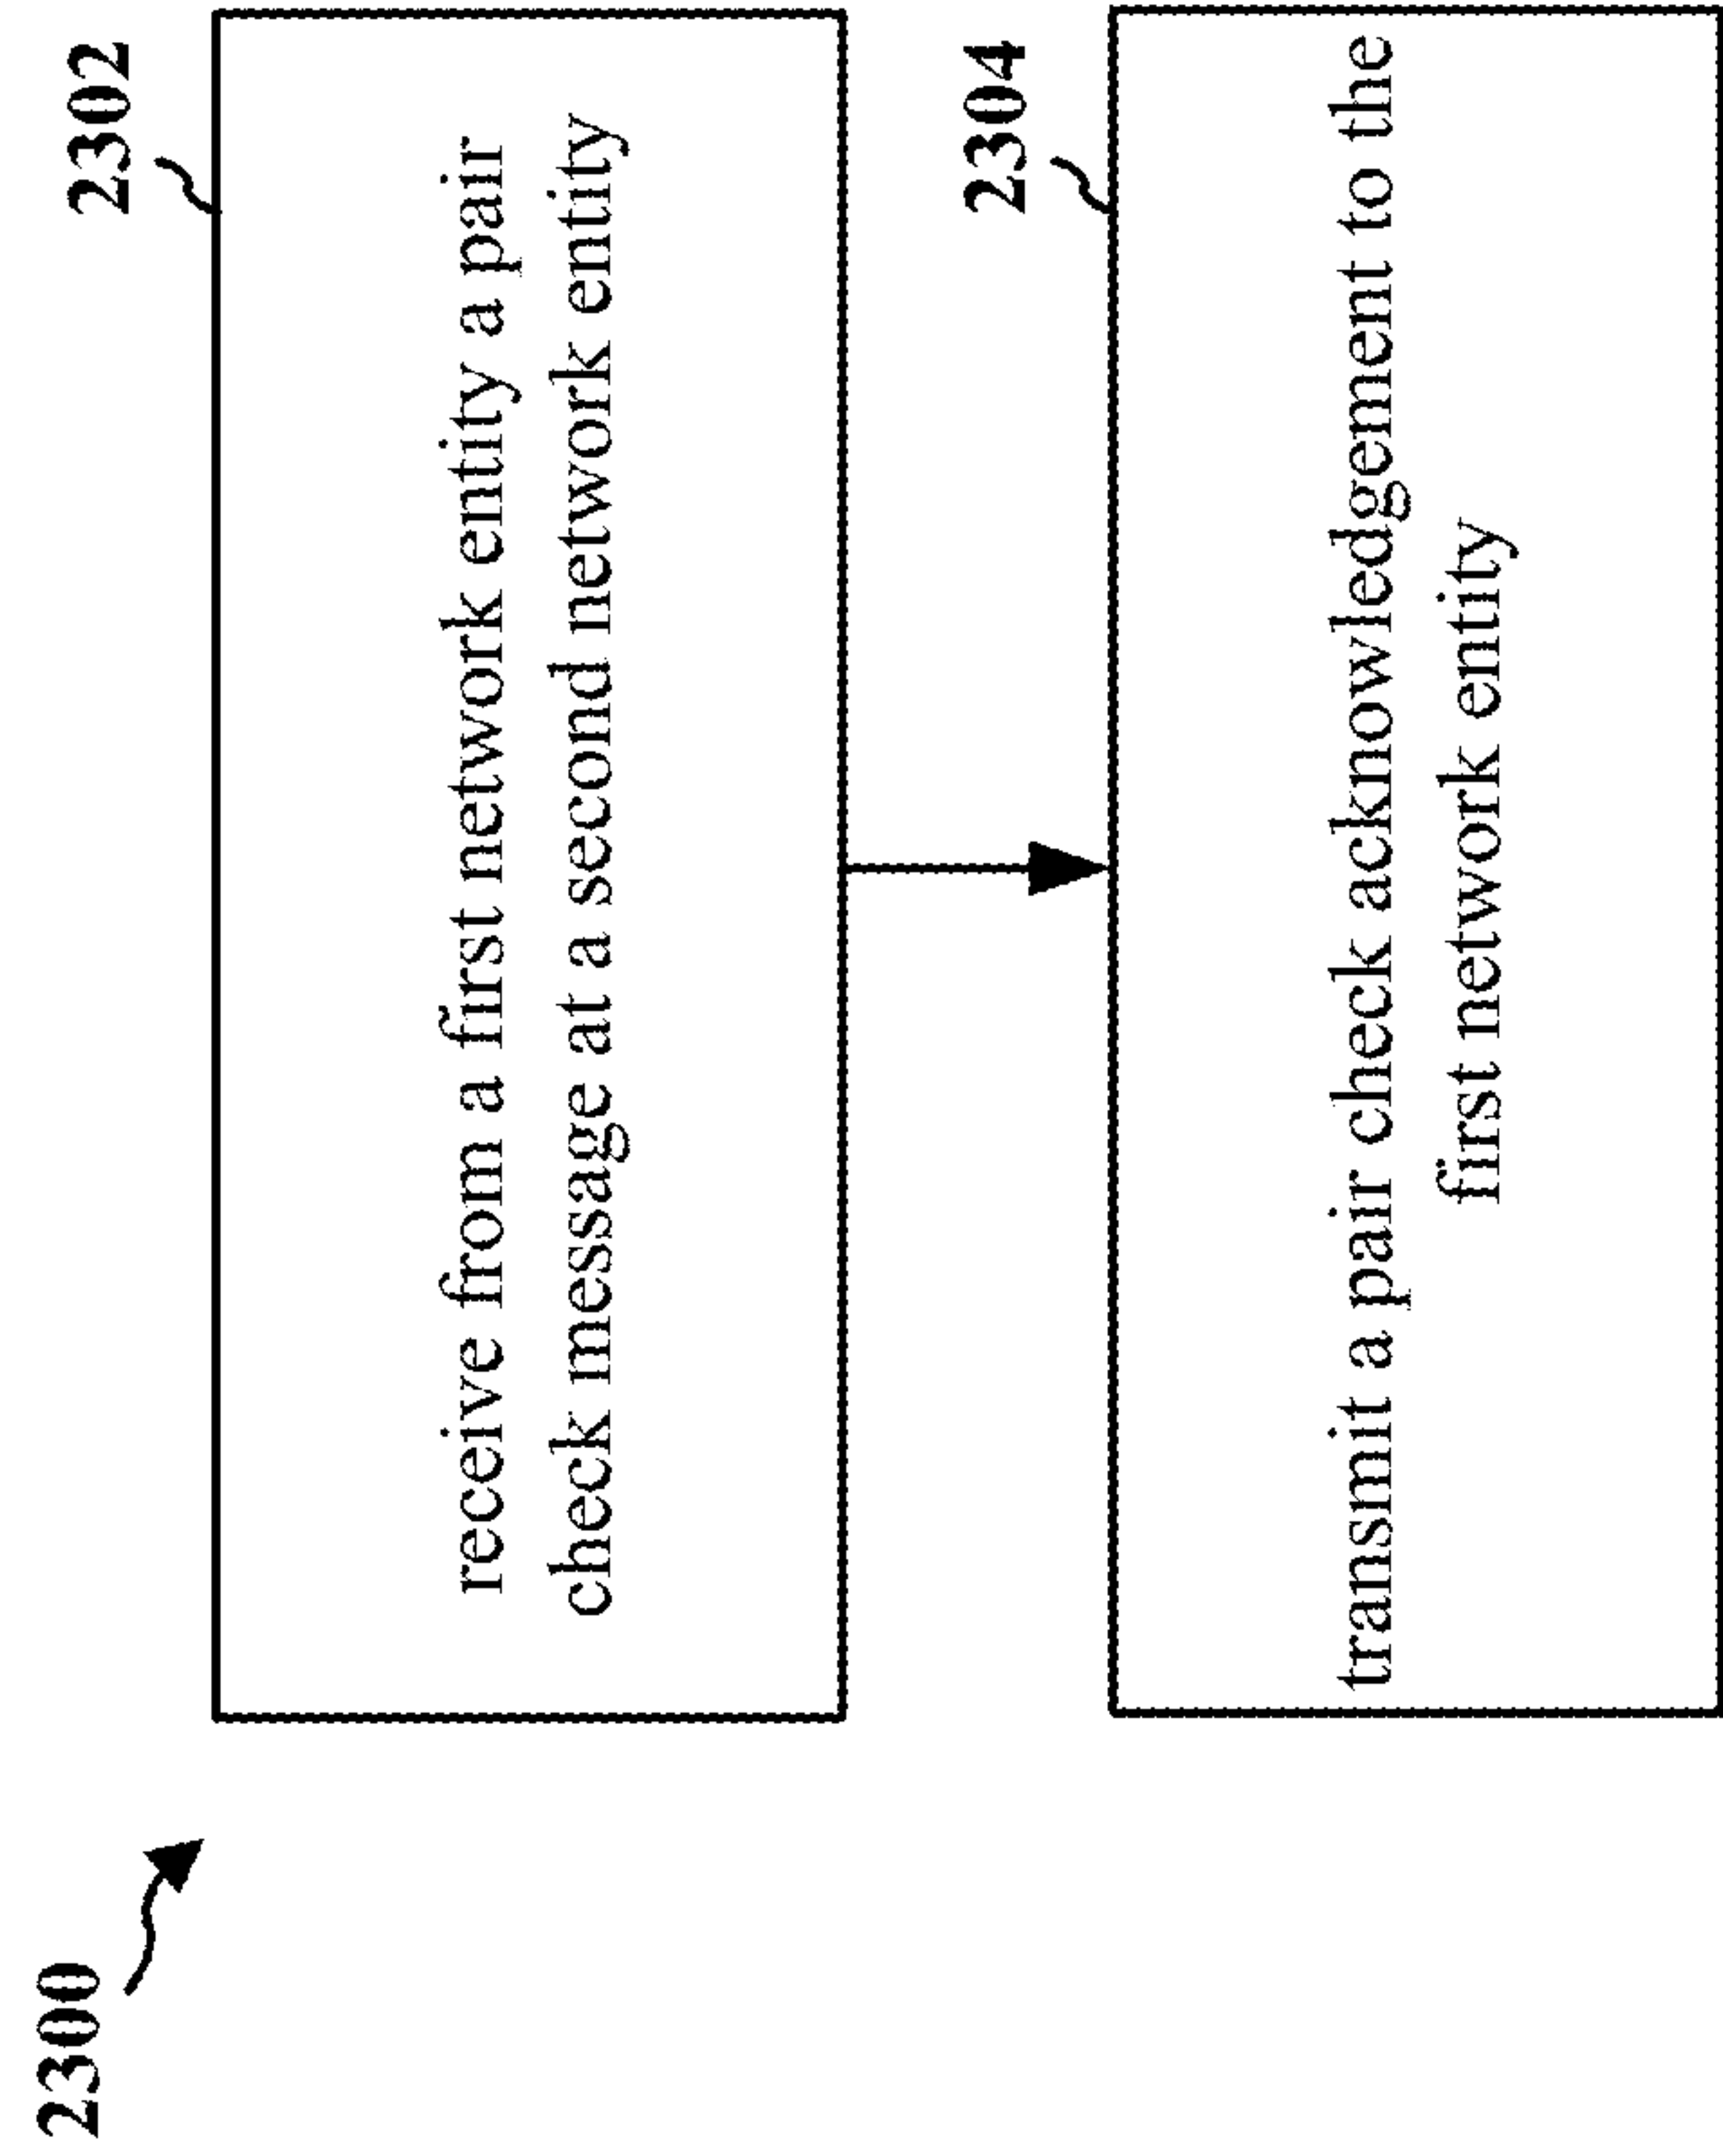 2300
2302
receive from a first network entity a pair
check message at a second network entity
2304
transmit a pair check acknowledgement to the
first network entity